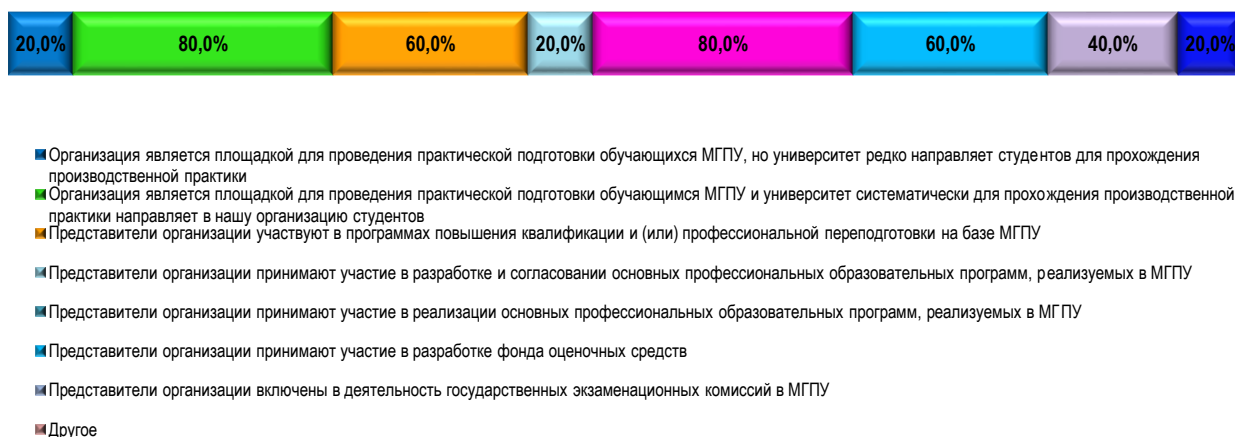 20,0% 80,0% 60,0% 20,0% 80,0% 60,0% 40,0% 20,0%
Организация является площадкой для проведения практической подготовки обучающихся МГПУ, но университет редко направляет студентов для прохождения
производственной практики
Организация является площадкой для проведения практической подготовки обучающимся МГПУ и университет систематически для прохождения производственной
практики направляет в нашу организацию студентов
Представители организации участвуют в программах повышения квалификации и (или) профессиональной переподготовки на базе МГПУ
Представители организации принимают участие в разработке и согласовании основных профессиональных образовательных программ, реализуемых в МГПУ
Представители организации принимают участие в реализации основных профессиональных образовательных программ, реализуемых в МГПУ
Представители организации принимают участие в разработке фонда оценочных средств
Представители организации включены в деятельность государственных экзаменационных комиссий в МГПУ
Другое